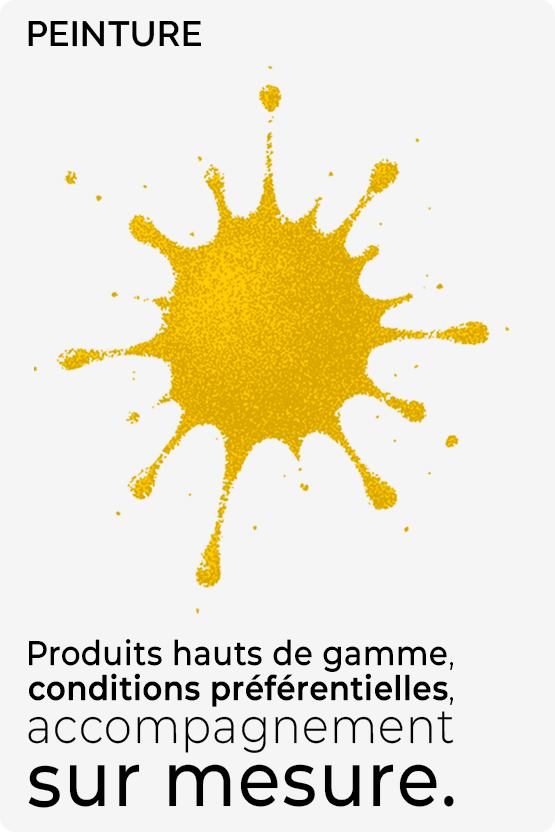 PEINTURE
Produits hauts de gamme,
conditions préférentielles,
accompagnement
sur mesure.